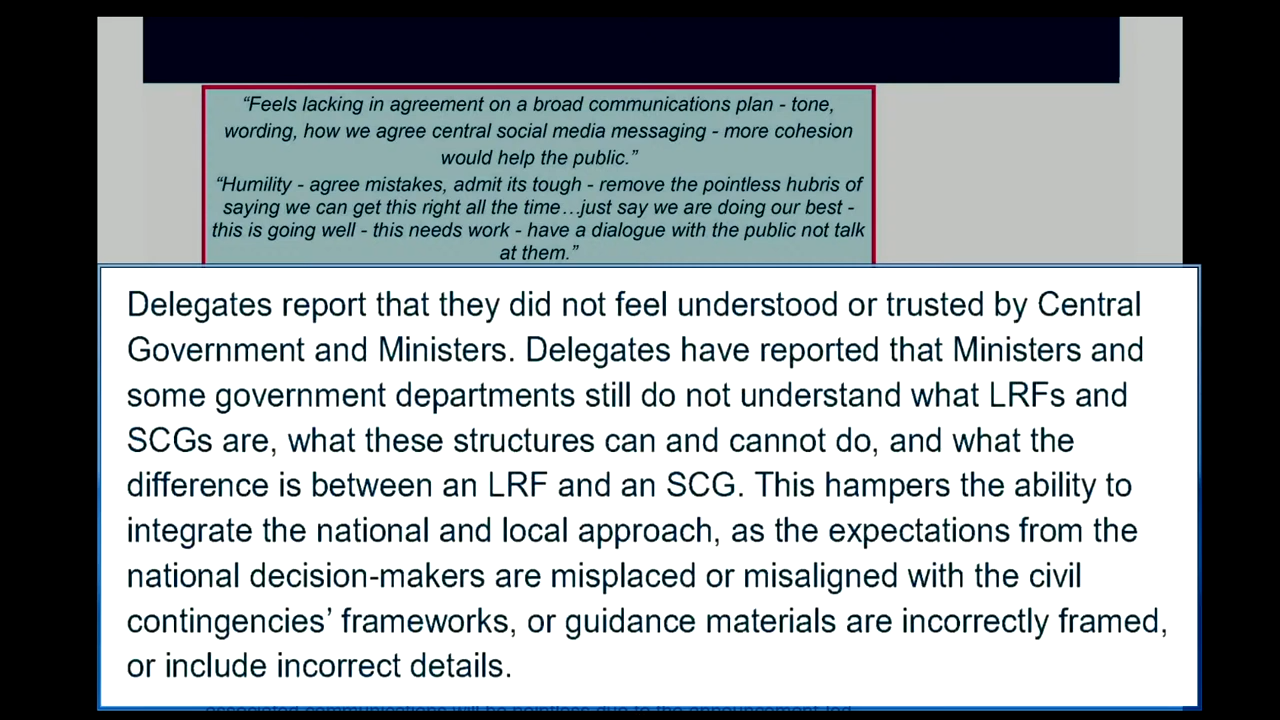 “Feels lacking in agreement on a broad communications plan - tone,
wording, how we agree central social media messaging - more cohesion
would help the public.”
“Humility - agree mistakes, admit its tough - remove the pointless hubris of
saying we can get this right all the time…just say we are doing our best -
this is going well - this needs work - have a dialogue with the public not talk
at them.”
Delegates report that they did not feel understood or trusted by Central
Government and Ministers. Delegates have reported that Ministers and
some government departments still do not understand what LRFs and
SCGs are, what these structures can and cannot do, and what the
difference is between an LRF and an SCG. This hampers the ability to
integrate the national and local approach, as the expectations from the
national decision-makers are misplaced or misaligned with the civil
contingencies’ frameworks, or guidance materials are incorrectly framed,
or include incorrect details.